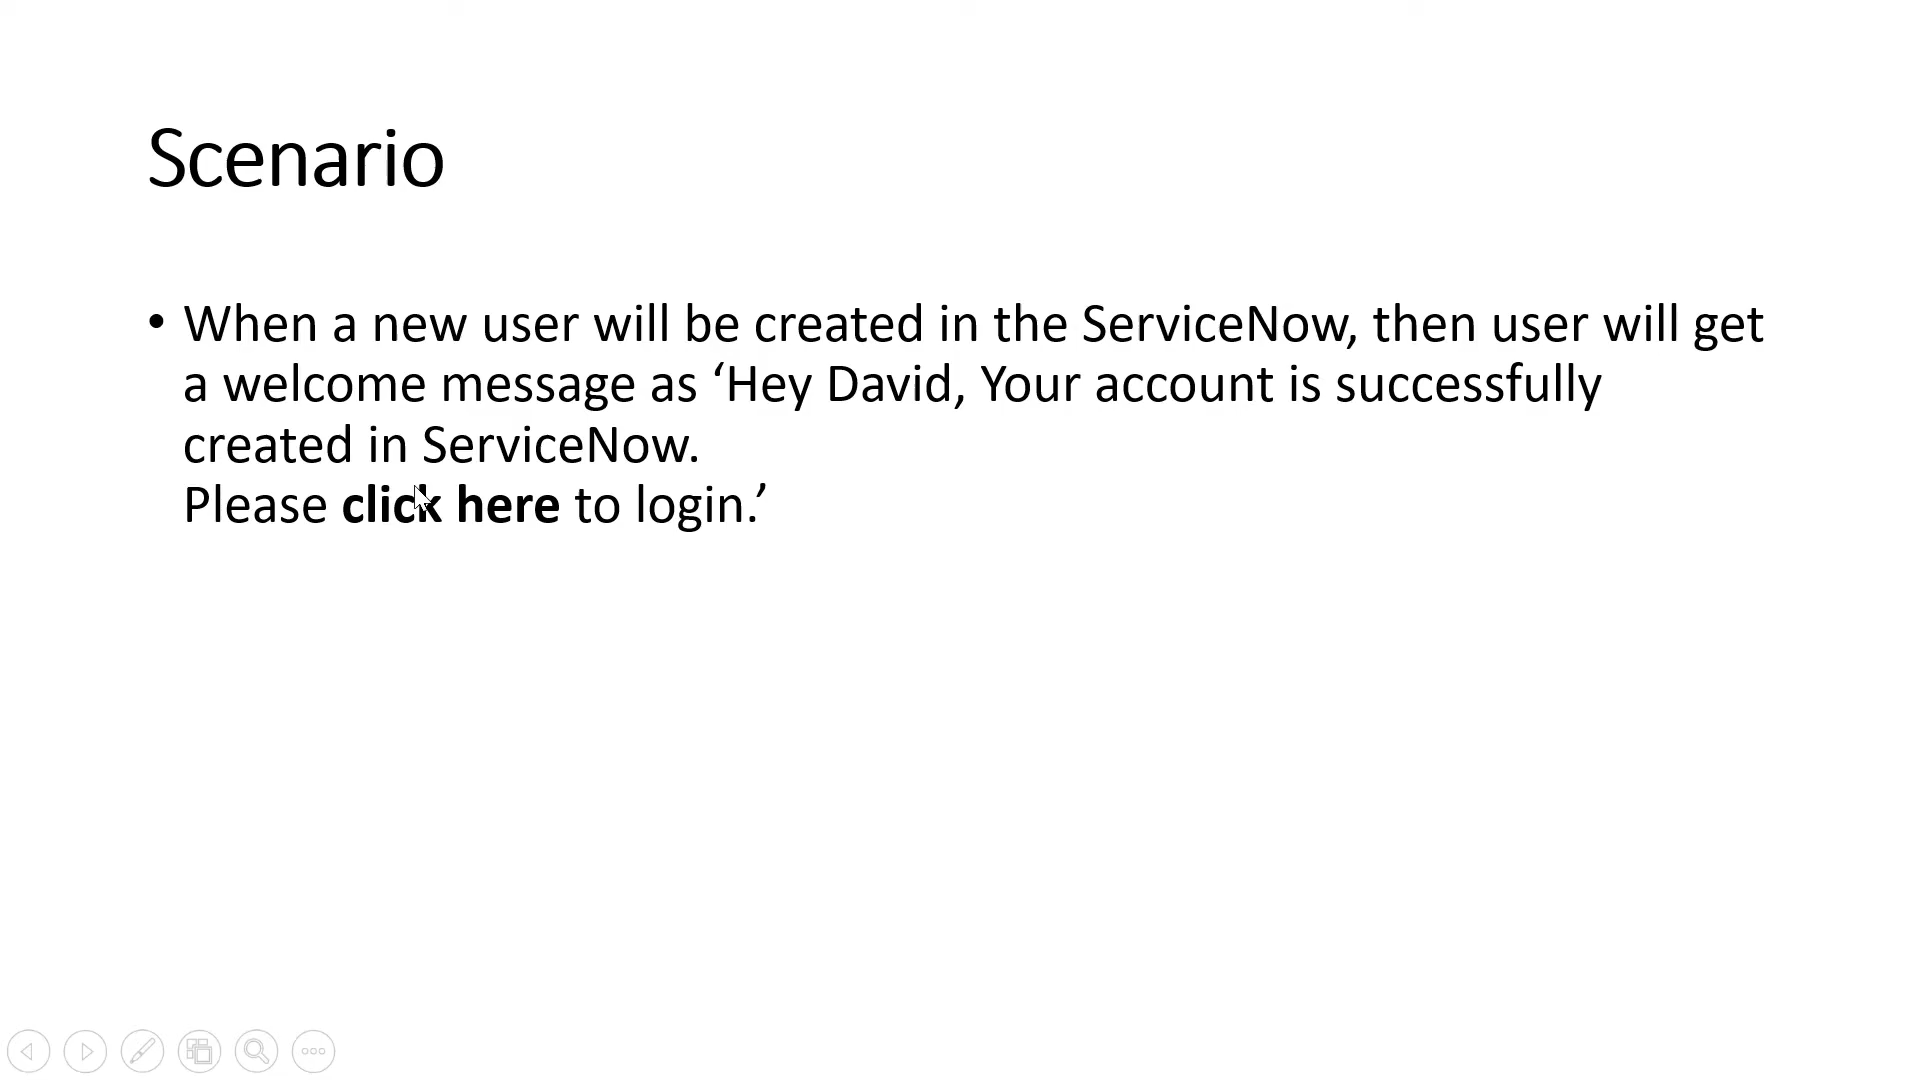 Scenario
• When a new user will be created in the ServiceNow, then user will get
a welcome message as ‘Hey David, Your account is successfully
created in ServiceNow.
Please click here to login.’